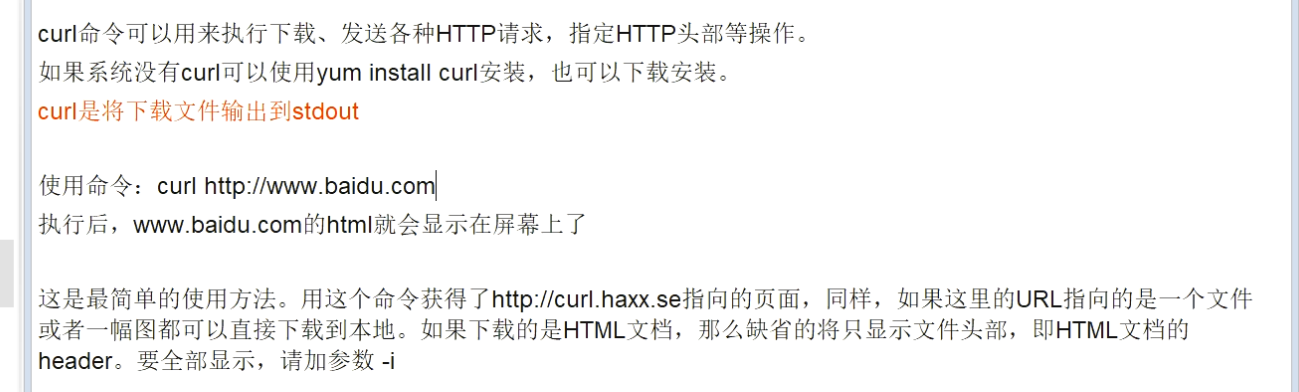 curl命令可以用来执行下载、发送各种HTTP请求，指定HTTP头部等操作。
如果系统没有curl可以使用yum install curl安装，也可以下载安装。
curl是将下载文件输出到stdout
使用命令：curl http://www.baidu.com
执行后，www.baidu.com的html就会显示在屏幕上了
这是最简单的使用方法。用这个命令获得了http://curl.haxx.se指向的页面，同样，如果这里的URL指向的是一个文件
或者一幅图都可以直接下载到本地。如果下载的是HTML文档，那么缺省的将只显示文件头部，即HTML文档的
header。要全部显示，请加参数 -i